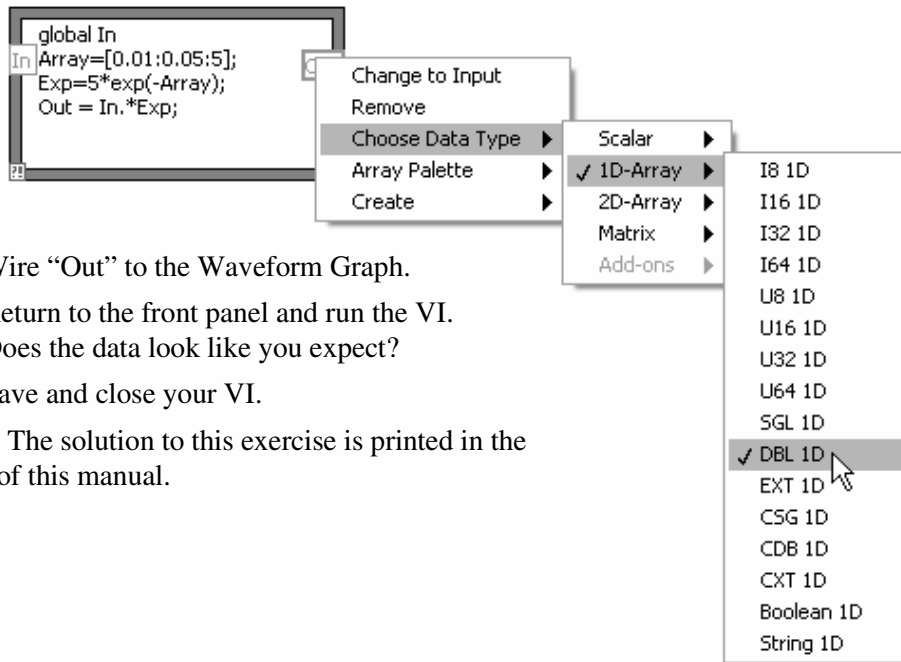 global In
In
Array=[0.01:0.05:5];
Exp=5*exp(-Array);
Out = In.*Exp;
Change to Input
Remove
Choose Data Type
Array Palette
Create
Scalar
1D-Array
2D-Array
Matrix
Add-ons
I8 1D
I16 1D
I32 1D
I64 1D
U8 1D
U16 1D
U32 1D
U64 1D
SGL 1D
DBL 1D
EXT 1D
CSG 1D
CDB 1D
CXT 1D
Boolean 1D
String 1D
“Out” to the Waveform Graph.
to the front panel and run the VI.
the data look like you expect?
and close your VI.
The solution to this exercise is printed in the
of this manual.